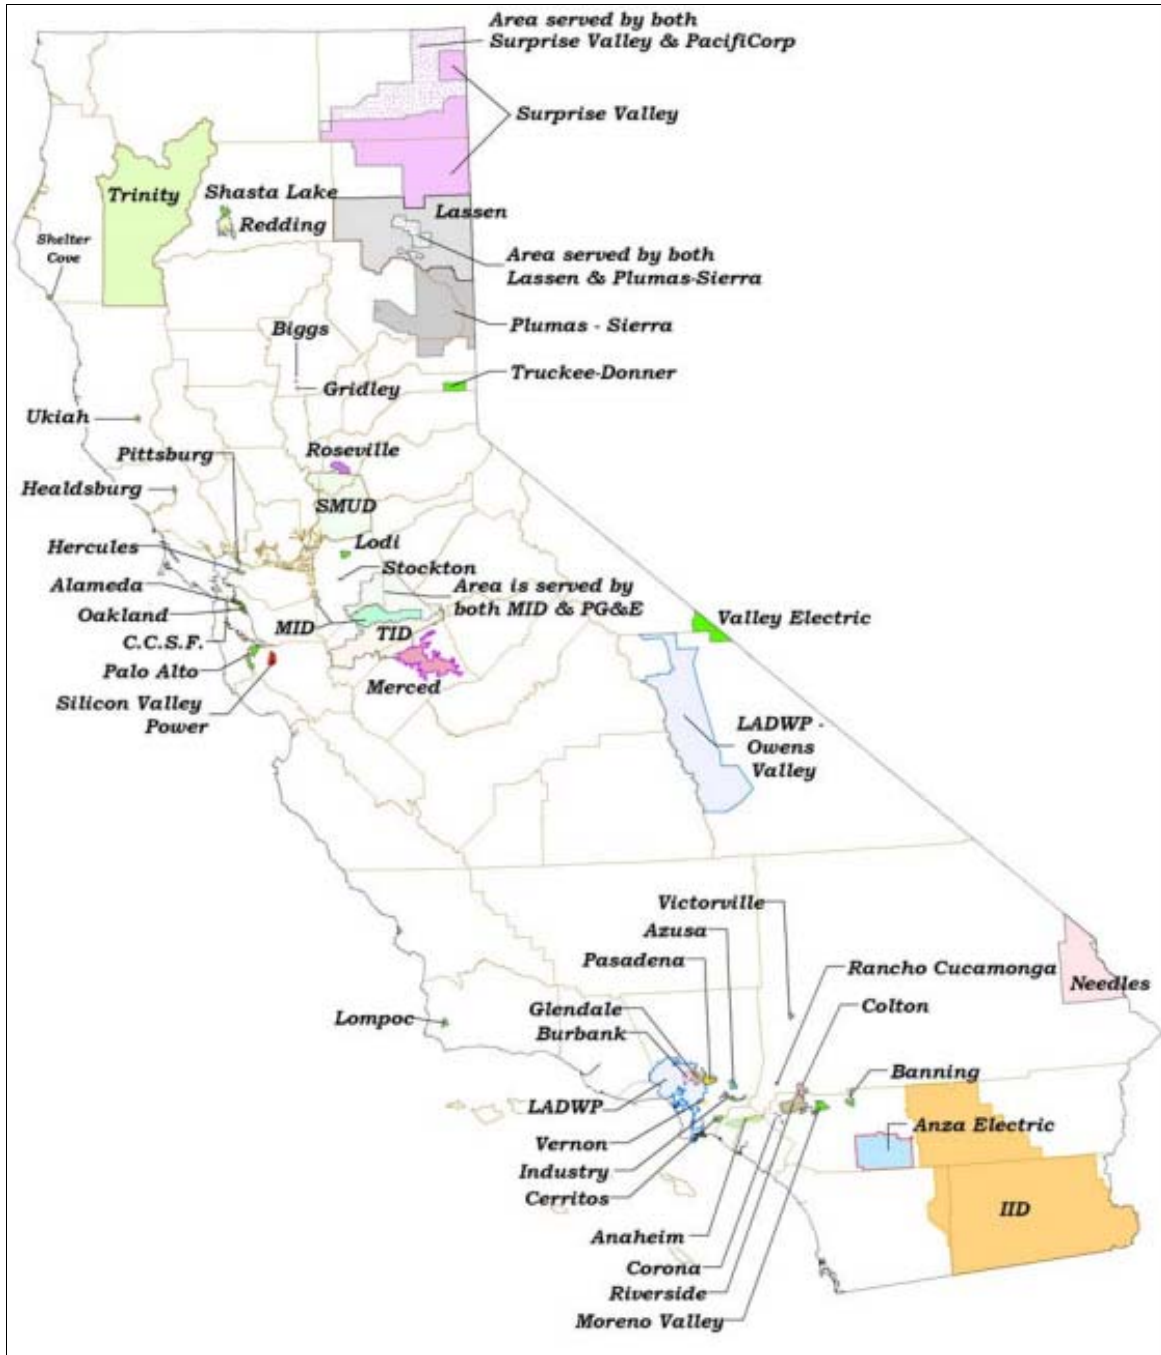 Area served by both
Surprise Valley & PacifiCorp
Surprise Valley
Trinity
Shasta Lake
Redding
Lassen
Shelter
Cove
Area served by both
Lassen & Plumas-Sierra
Plumas - Sierra
Biggs
Truckee-Donner
Gridley
Ukiah
Roseville
Pittsburg
Healdsburg
SMUD
Lodi
Hercules
Stockton
Alameda
Area is served by
both MID & PG&E
Oakland
MID
TID
Valley Electric
C.C.S.F.
Palo Alto
Merced
Silicon Valley
Power
LADWP -
Owens
Valley
Victorville
Azusa
Pasadena
Rancho Cucamonga
Needles
Glendale
Colton
Lompoc
Burbank
Banning
LADWP
Anza Electric
Vernon
Industry
Cerritos
IID
Anaheim
Corona
Riverside
Moreno Valley